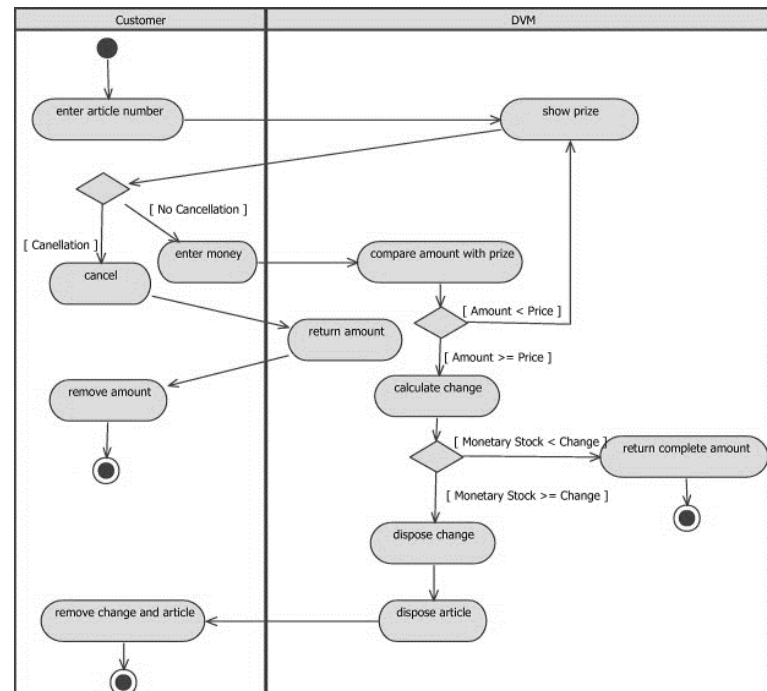 Customer
DVM
enter article number
show prize
[ No Cancellation ]
[ Canellation ]
enter money
compare amount with prize
cancel
[ Amount < Price ]
return amount
[ Amount >= Price ]
remove amount
calculate change
[ Monetary Stock < Change ]
return complete amount
[ Monetary Stock >= Change ]
dispose change
remove change and article
dispose article